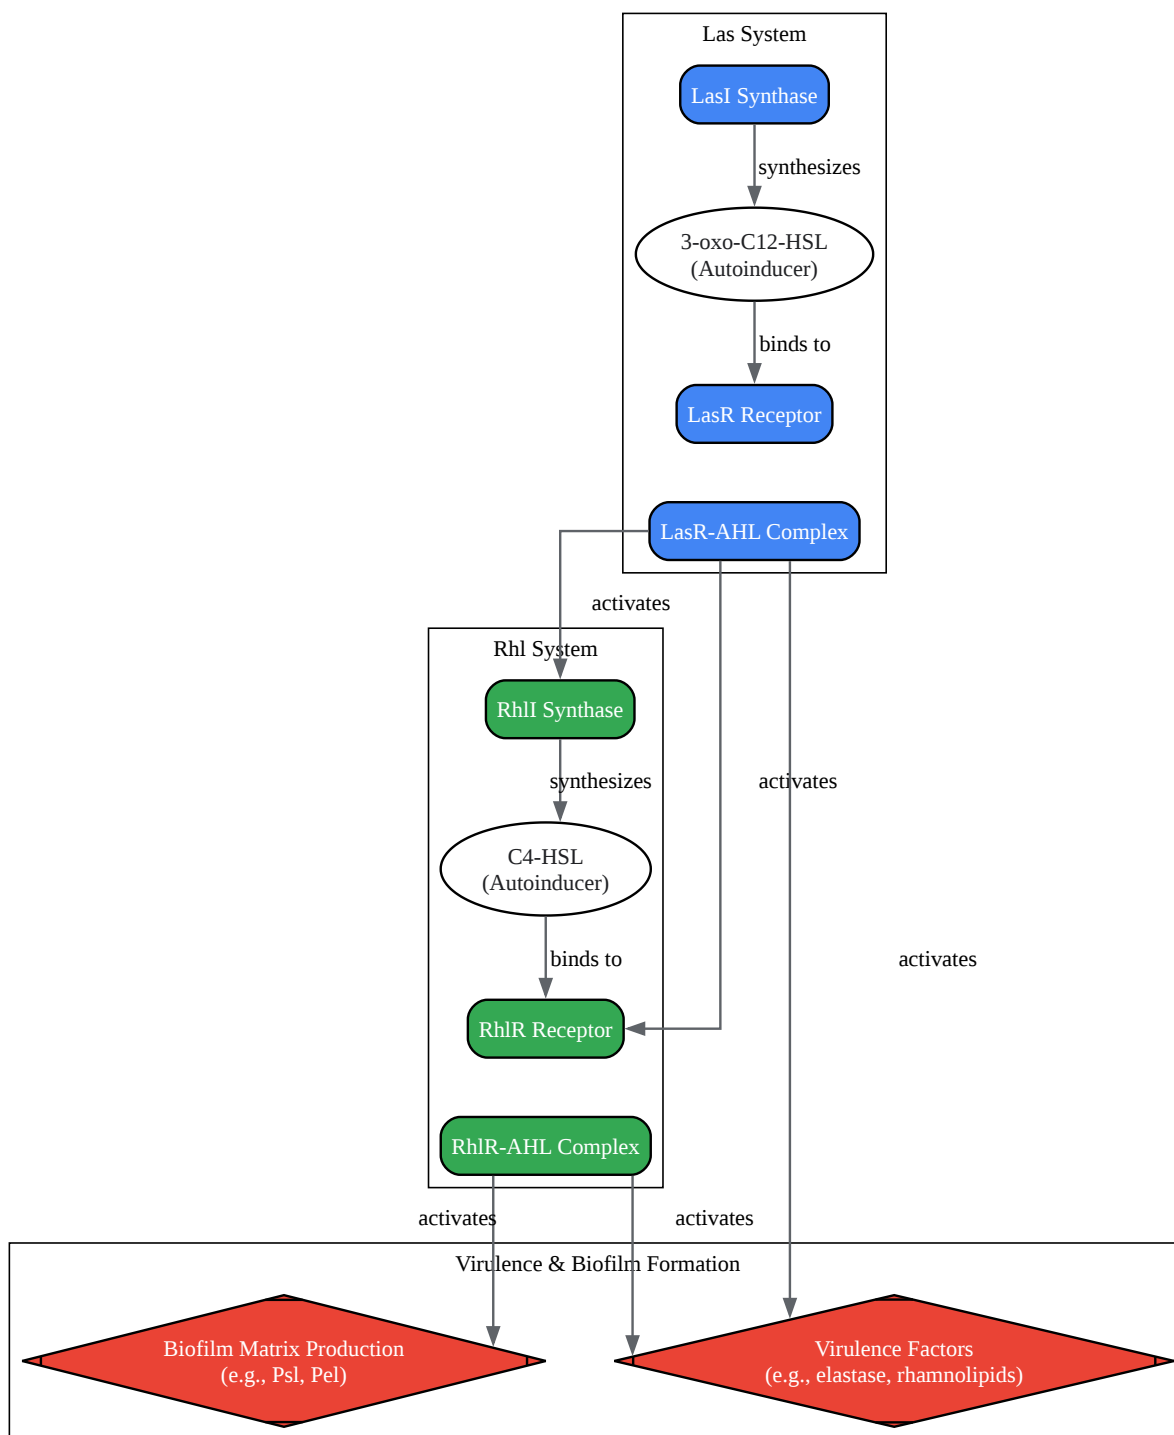 Las System
LasI Synthase
synthesizes
3-oxo-C12-HSL
(Autoinducer)
binds to
LasR Receptor
LasR-AHL Complex
activates
Rhl System
RhlI Synthase
synthesizes
activates
C4-HSL
(Autoinducer)
binds to
activates
RhlR Receptor
RhlR-AHL Complex
activates
activates
Virulence & Biofilm Formation
Biofilm Matrix Production
(e.g., Psl, Pel)
Virulence Factors
(e.g., elastase, rhamnolipids)